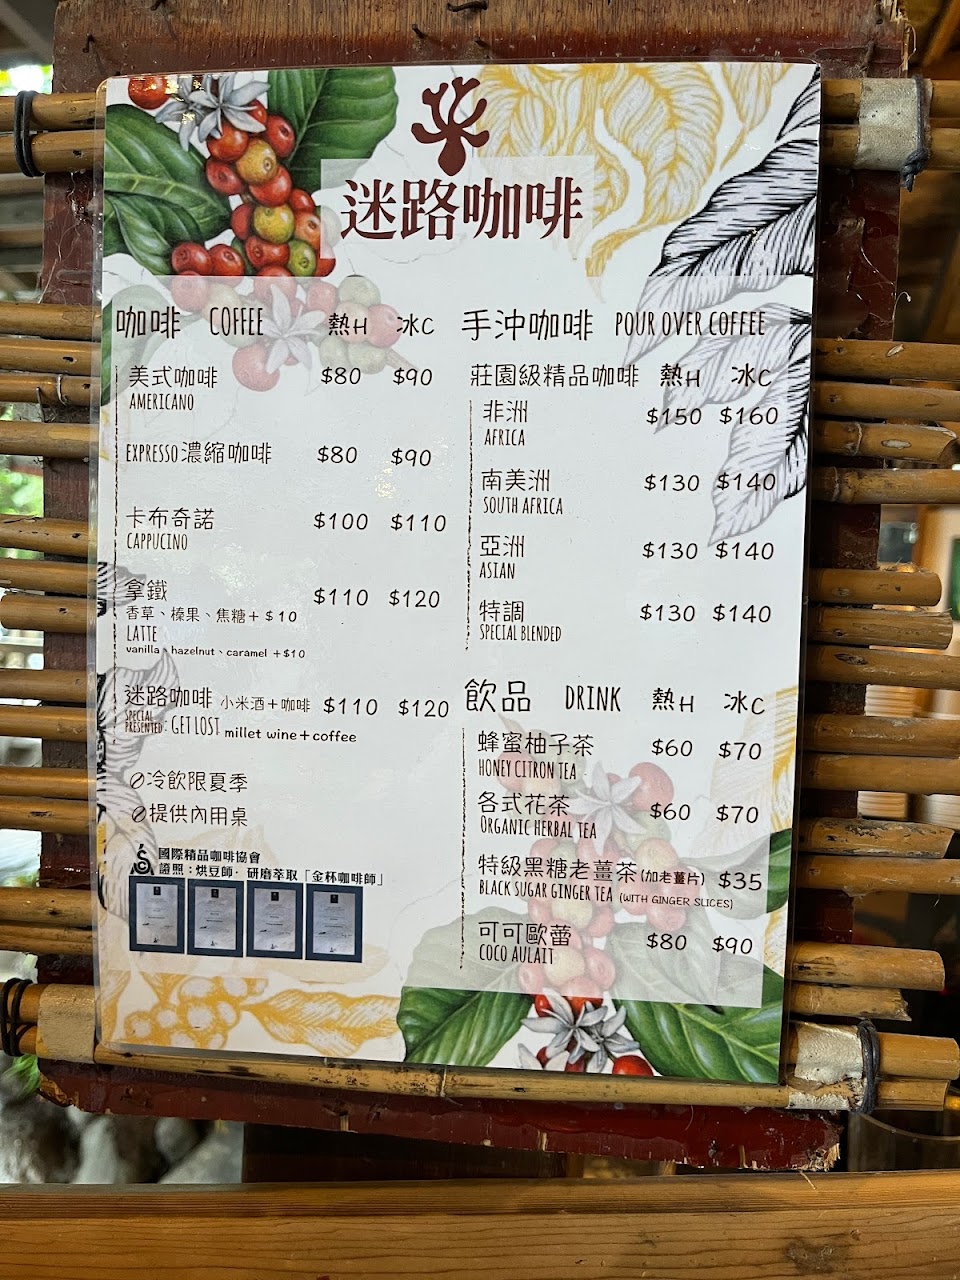 迷路咖啡
咖啡 COFFEE 熱H 冰C
美式咖啡 $80 $90
AMERICANO
EXPRESSO 濃縮咖啡 $80 $90
卡布奇諾 $100 $110
CAPPUCINO
拿鐵 $110 $120
香草、榛果、焦糖+$10
LATTE
vanilla、hazelnut、caramel +$10
迷路咖啡 小米酒+咖啡 $110 $120
SPECIAL PRESENTED: GET LOST millet wine+coffee
⊘冷飲限夏季
⊘提供內用桌
國際精品咖啡協會
證照:烘豆師·研磨萃取「金杯咖啡師」
手沖咖啡 POUR OVER COFFEE
莊園級精品咖啡 熱H 冰C
非洲 $150 $160
AFRICA
南美洲 $130 $140
SOUTH AFRICA
亞洲 $130 $140
ASIAN
特調 $130 $140
SPECIAL BLENDED
飲品 DRINK 熱H 冰C
蜂蜜柚子茶 $60 $70
HONEY CITRON TEA
各式花茶 $60 $70
ORGANIC HERBAL TEA
特級黑糖老薑茶(加老薑片) $35
BLACK SUGAR GINGER TEA (WITH GINGER SLICES)
可可歐蕾 $80 $90
COCO AULAIT